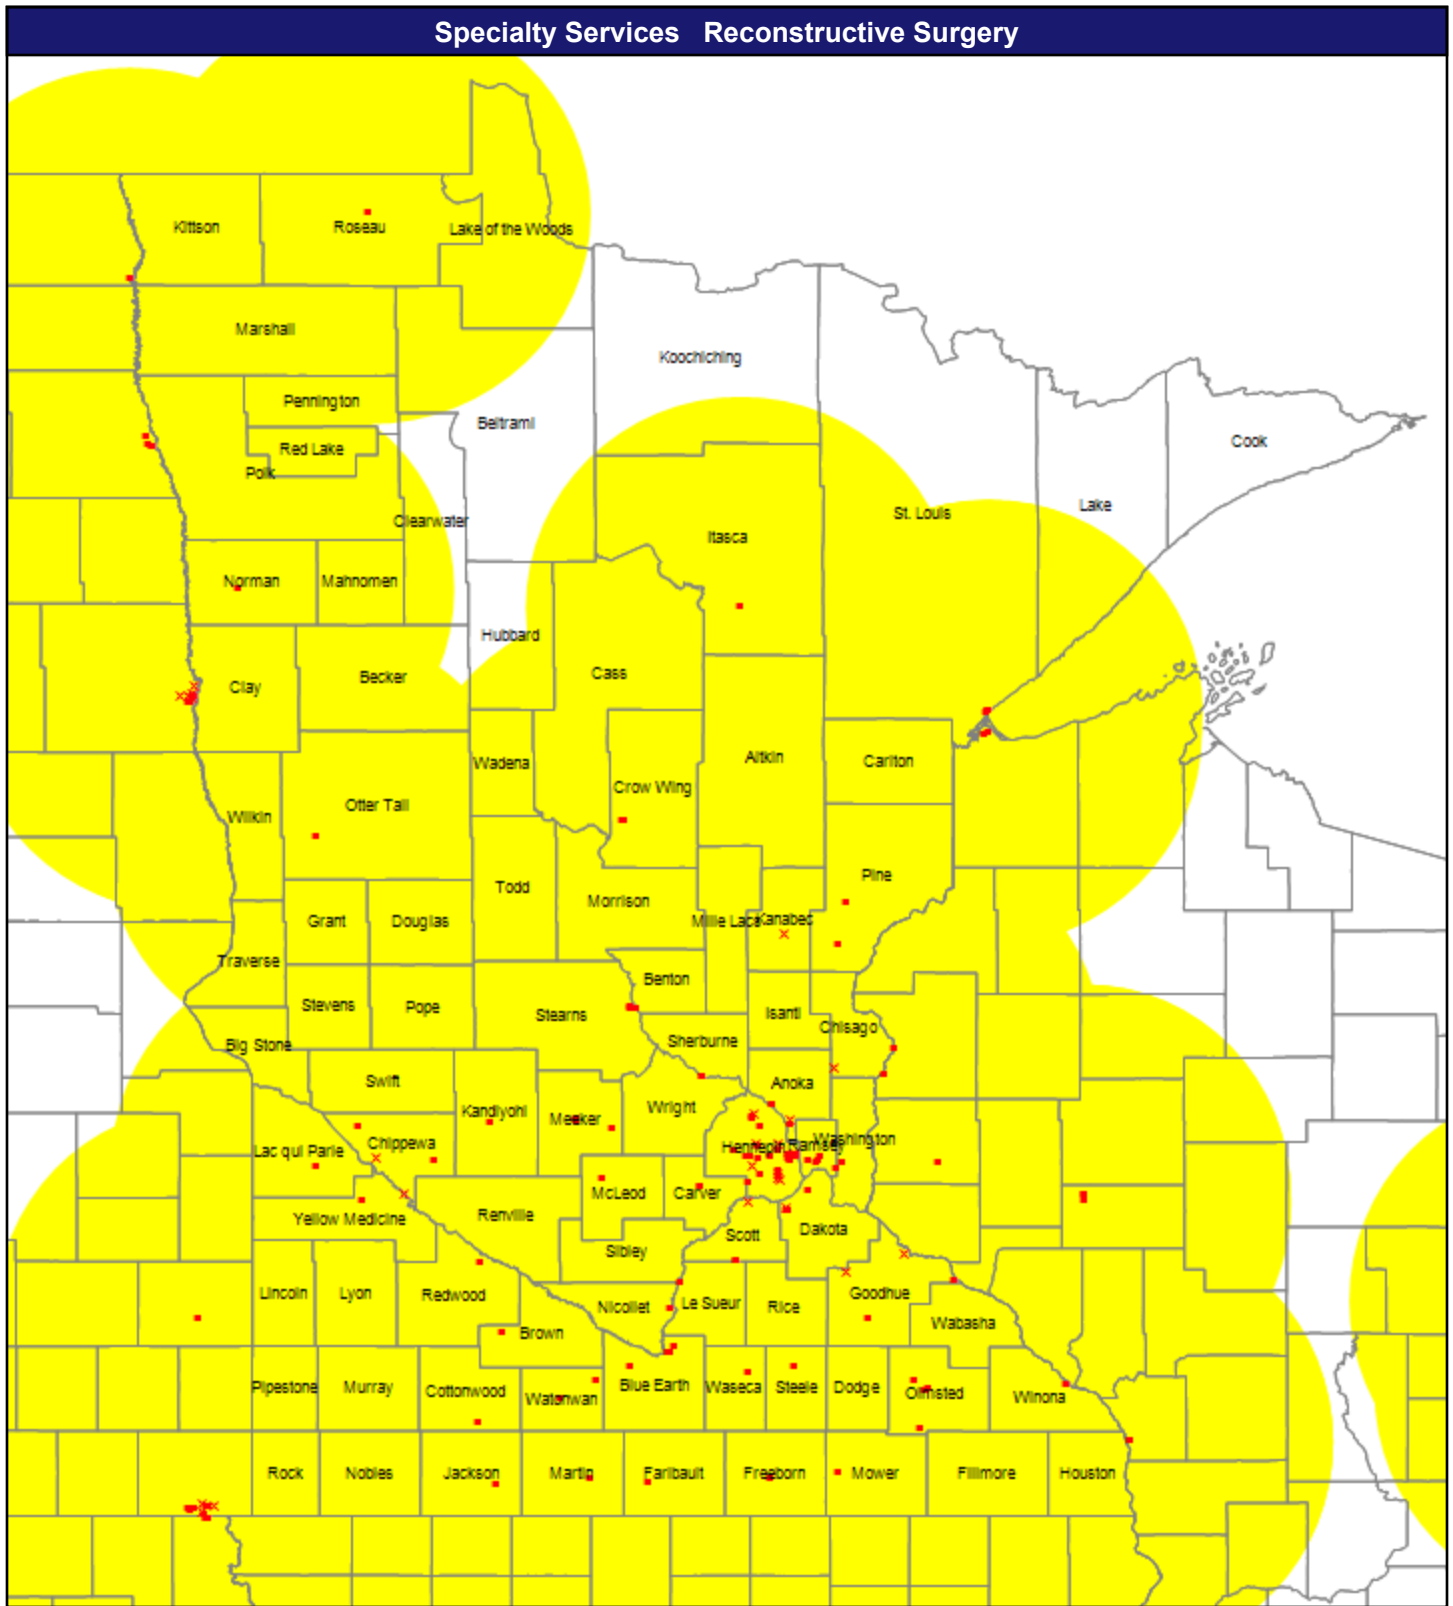 Specialty Services Reconstructive Surgery
Kittson
Roseau
Lake of the Woods
Marshall
Koochiching
Pennington
Beltrami
Cook
Red Lake
Polk
Lake
St. Louis
Clearwater
Itasca
Norman
Mahnomen
Hubbard
Cass
Becker
Clay
Aitkin
Carlton
Wadena
Crow Wing
Otter Tail
Wilkin
Pine
Todd
Morrison
Grant
Douglas
Mille Lacs
Kanabec
Traverse
Benton
Stevens
Pope
Stearns
Isanti
Chisago
Sherburne
Big Stone
Swift
Anoka
Kandiyohi
Meeker
Wright
Lac qui Parle
Chippewa
Hennepin
Ramsey
Washington
McLeod
Carver
Yellow Medicine
Renville
Scott
Dakota
Sibley
Lincoln
Lyon
Redwood
Nicollet
Le Sueur
Rice
Goodhue
Brown
Wabasha
Pipestone
Murray
Cottonwood
Watonwan
Blue Earth
Waseca
Steele
Dodge
Olmsted
Winona
Rock
Nobles
Jackson
Martin
Faribault
Freeborn
Mower
Fillmore
Houston